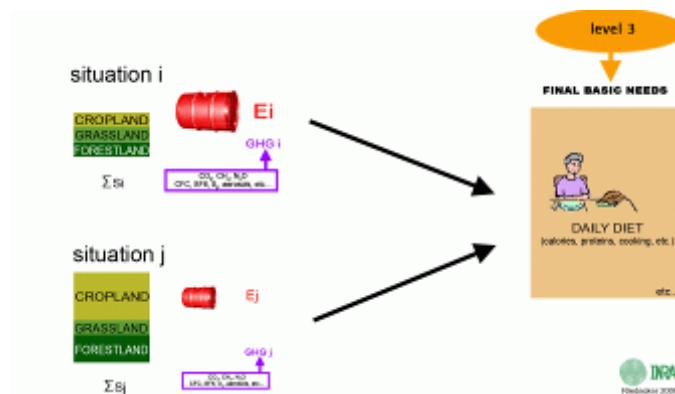 level 3
FINAL BASIC NEEDS
situation i
CROPLAND
GRASSLAND
FORESTLAND
Σsi
Ei
GHG i
CO2, CH4, N2O
DAILY DIET
(calories, proteins, cooking, etc.)
etc..
situation j
CROPLAND
GRASSLAND
FORESTLAND
Σsj
Ej
GHG j
CO2, CH4, N2O
INRA